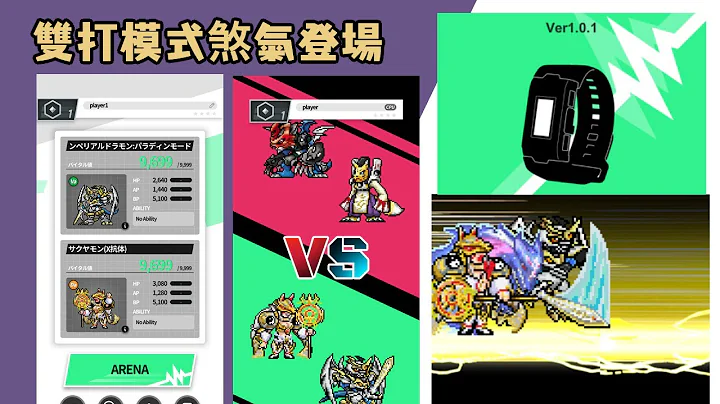 雙打模式煞氣登場
Ver1.0.1
1
player1
ンペリアルドラモン:パラディンモード
バイタル値
9,699 / 9,999
HP 2,640
AP 1,440
BP 5,100
ABILITY
No Ability
サクヤモン(X抗体)
バイタル値
9,699 / 9,999
HP 3,080
AP 1,280
BP 5,100
ABILITY
No Ability
ARENA
1
player
CPU
VS